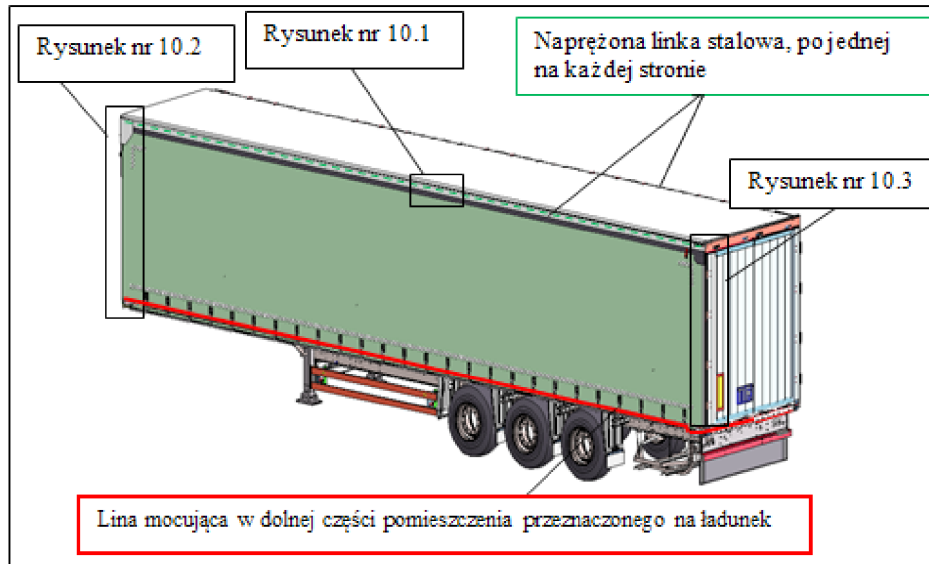 Rysunek nr 10.2
Rysunek nr 10.1
Naprężona linka stalowa, po jednej
na każdej stronie
Rysunek nr 10.3
Lina mocująca w dolnej części pomieszczenia przeznaczonego na ładunek